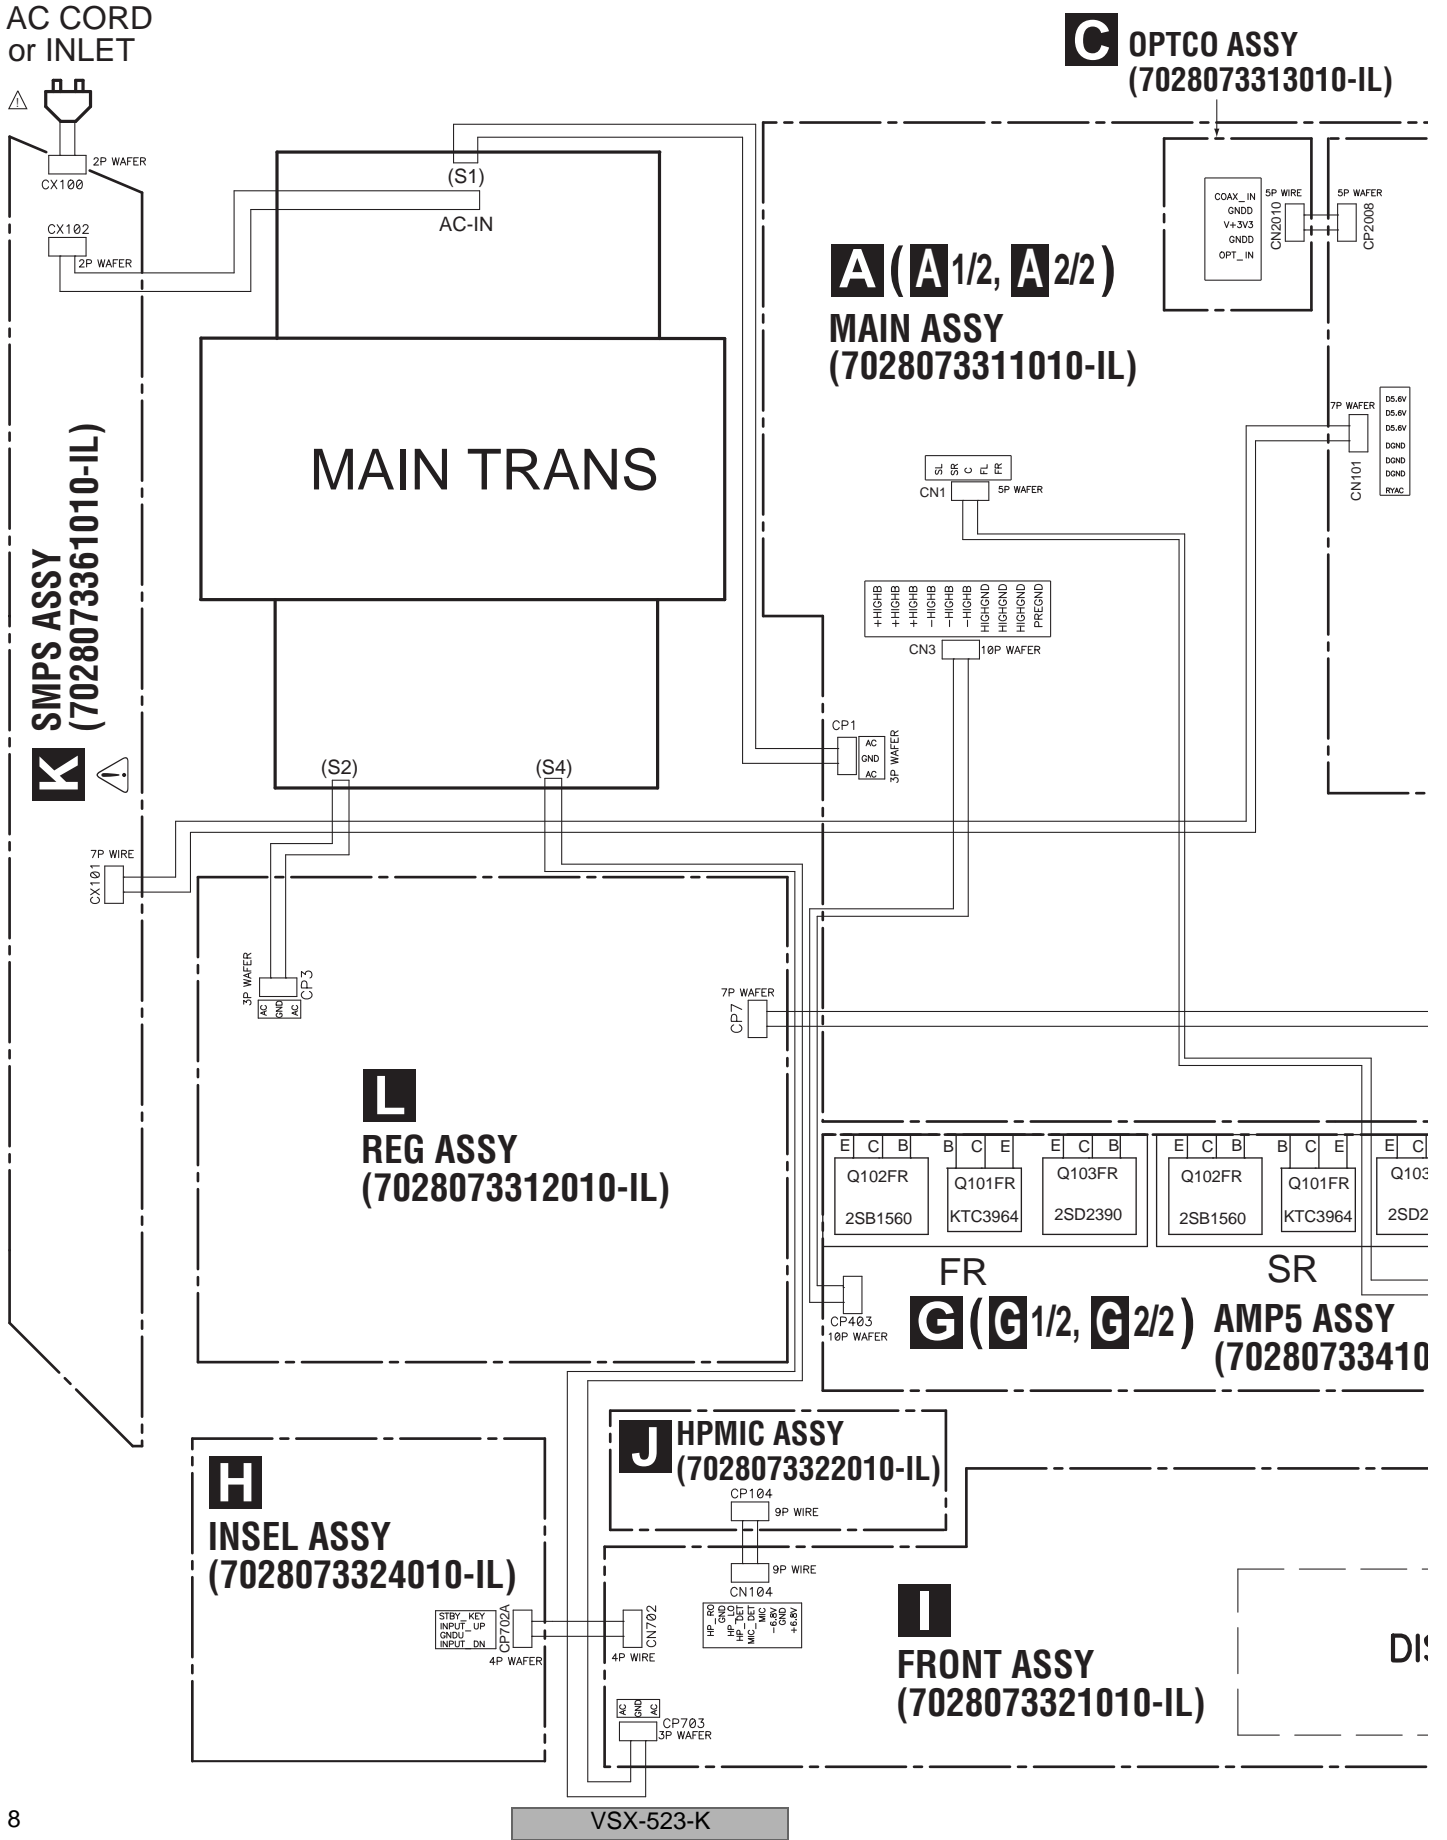 AC CORD
or INLET
C OPTCO ASSY
(7028073313010-IL)
2P WAFER
CX100
(S1)
AC-IN
CX102
2P WAFER
COAX_IN
GNDD
V+3V3
GNDD
OPT_IN
5P WIRE
CN2010
5P WAFER
CP2008
A (A 1/2, A 2/2)
MAIN ASSY
(7028073311010-IL)
7P WAFER
CN101
D5.6V
D5.6V
D5.6V
DGND
DGND
DGND
RYAC
MAIN TRANS
SL
SR
C
FL
FR
CN1
5P WAFER
K SMPS ASSY
(7028073361010-IL)
+HIGHB
+HIGHB
+HIGHB
-HIGHB
-HIGHB
-HIGHB
HIGHGND
HIGHGND
HIGHGND
PREGND
CN3
10P WAFER
CP1
AC
GND
AC
3P WAFER
(S2)
(S4)
7P WIRE
CX101
3P WAFER
CP3
AC
GND
AC
7P WAFER
CP7
L
REG ASSY
(7028073312010-IL)
E C B
B C E
E C B
E C B
B C E
E C
Q102FR
2SB1560
Q101FR
KTC3964
Q103FR
2SD2390
Q102FR
2SB1560
Q101FR
KTC3964
Q103
2SD2
FR
SR
CP403
10P WAFER
G (G 1/2, G 2/2) AMP5 ASSY
(70280733410
J HPMIC ASSY
(7028073322010-IL)
CP104
9P WIRE
9P WIRE
CN104
HP_RO
GND
HP_LO
HP_DET
MIC_DET
MIC
-6.8V
GND
+6.8V
H
INSEL ASSY
(7028073324010-IL)
STBY_KEY
INPUT_UP
GNDU
INPUT_DN
CP702A
4P WAFER
CN702
4P WIRE
I
FRONT ASSY
(7028073321010-IL)
AC
GND
AC
CP703
3P WAFER
8
VSX-523-K